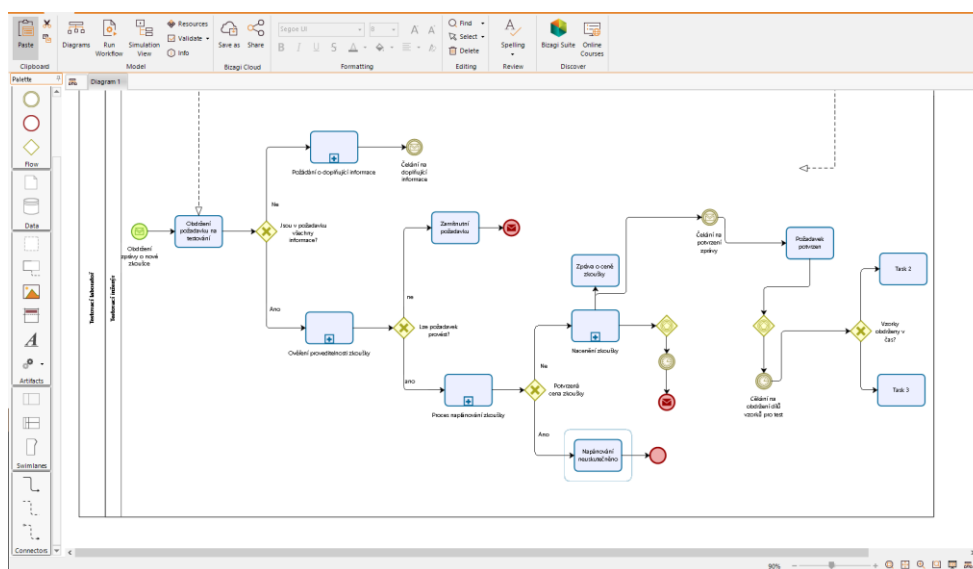 Paste
Clipboard
Diagrams
Run
Workflow
Simulation
View
Resources
Validate
Info
Model
Save as
Share
Bizagi Cloud
Segoe UI
8
A
A
B
I
U
S
A
Formatting
Find
Select
Delete
Editing
Spelling
Review
Bizagi Suite
Online
Courses
Discover
Palette
Diagram 1
Flow
Data
Artifacts
Swimlanes
Connectors
Testovací inženýr
Obdržení
zprávy o nové
zkoušce
Obdržení
požadavku na
testování
Jsou v požadavku
všechny
informace?
Ne
Požádání o doplňující informace
Čekání na
doplňující
informace
Ano
Ověření proveditelnosti zkoušky
Lze požadavek
provést?
ne
Zamítnutí
požadavku
ano
Proces naplánování zkoušky
Potvrzená
cena zkoušky
Ne
Nacenění zkoušky
Zpráva o ceně
zkoušky
Ano
Naplánování
neuskutečněno
Čekání na
potvrzení
zprávy
Požadavek
potvrzen
Čekání na
obdržení dílů
vzorků pro test
Vzorky
obdrženy v
čas?
Task 2
Task 3
90%